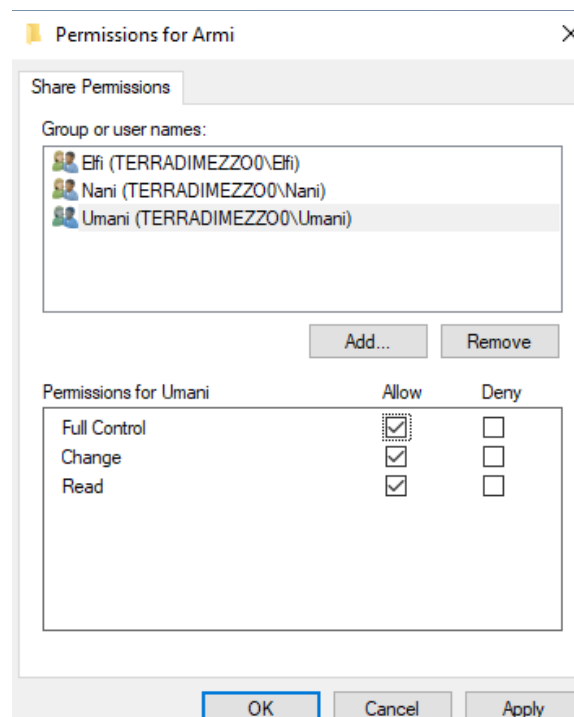 Permissions for Armi
Share Permissions
Group or user names:
Elfi (TERRADIMEZZO0\Elfi)
Nani (TERRADIMEZZO0\Nani)
Umani (TERRADIMEZZO0\Umani)
Add... Remove
Permissions for Umani Allow Deny
Full Control
Change
Read
OK Cancel Apply